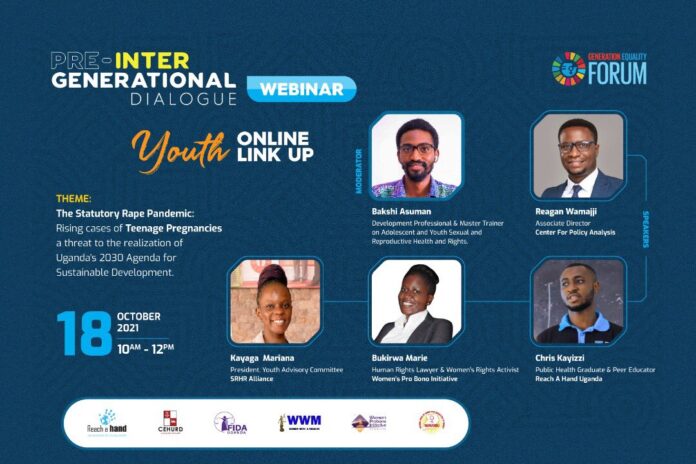 PRE-INTER
GENERATIONAL
DIALOGUE
WEBINAR
Youth ONLINE
LINK UP
THEME:
The Statutory Rape Pandemic:
Rising cases of Teenage Pregnancies
a threat to the realization of
Uganda's 2030 Agenda for
Sustainable Development.
18
OCTOBER
2021
10AM - 12PM
GENERATION EQUALITY
FORUM
MODERATOR
Bakshi Asuman
Development Professional & Master Trainer
on Adolescent and Youth Sexual and
Reproductive Health and Rights.
SPEAKERS
Reagan Wamajji
Associate Director
Center For Policy Analysis
Kayaga Mariana
President, Youth Advisory Committee
SRHR Alliance
Bukirwa Marie
Human Rights Lawyer & Women's Rights Activist
Women's Pro Bono Initiative
Chris Kayizzi
Public Health Graduate & Peer Educator
Reach A Hand Uganda
Reach a hand
CEHURD
FIDA
UGANDA
WWM
Women
Probono
Initiative